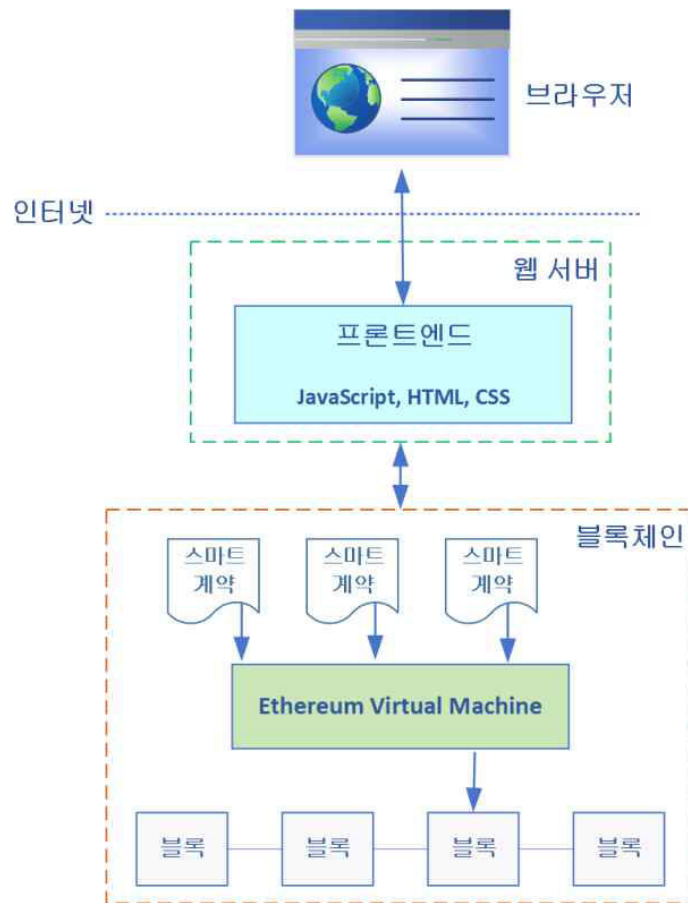 브라우저
인터넷
웹 서버
프론트엔드
JavaScript, HTML, CSS
블록체인
스마트
계약
스마트
계약
스마트
계약
Ethereum Virtual Machine
블록
블록
블록
블록